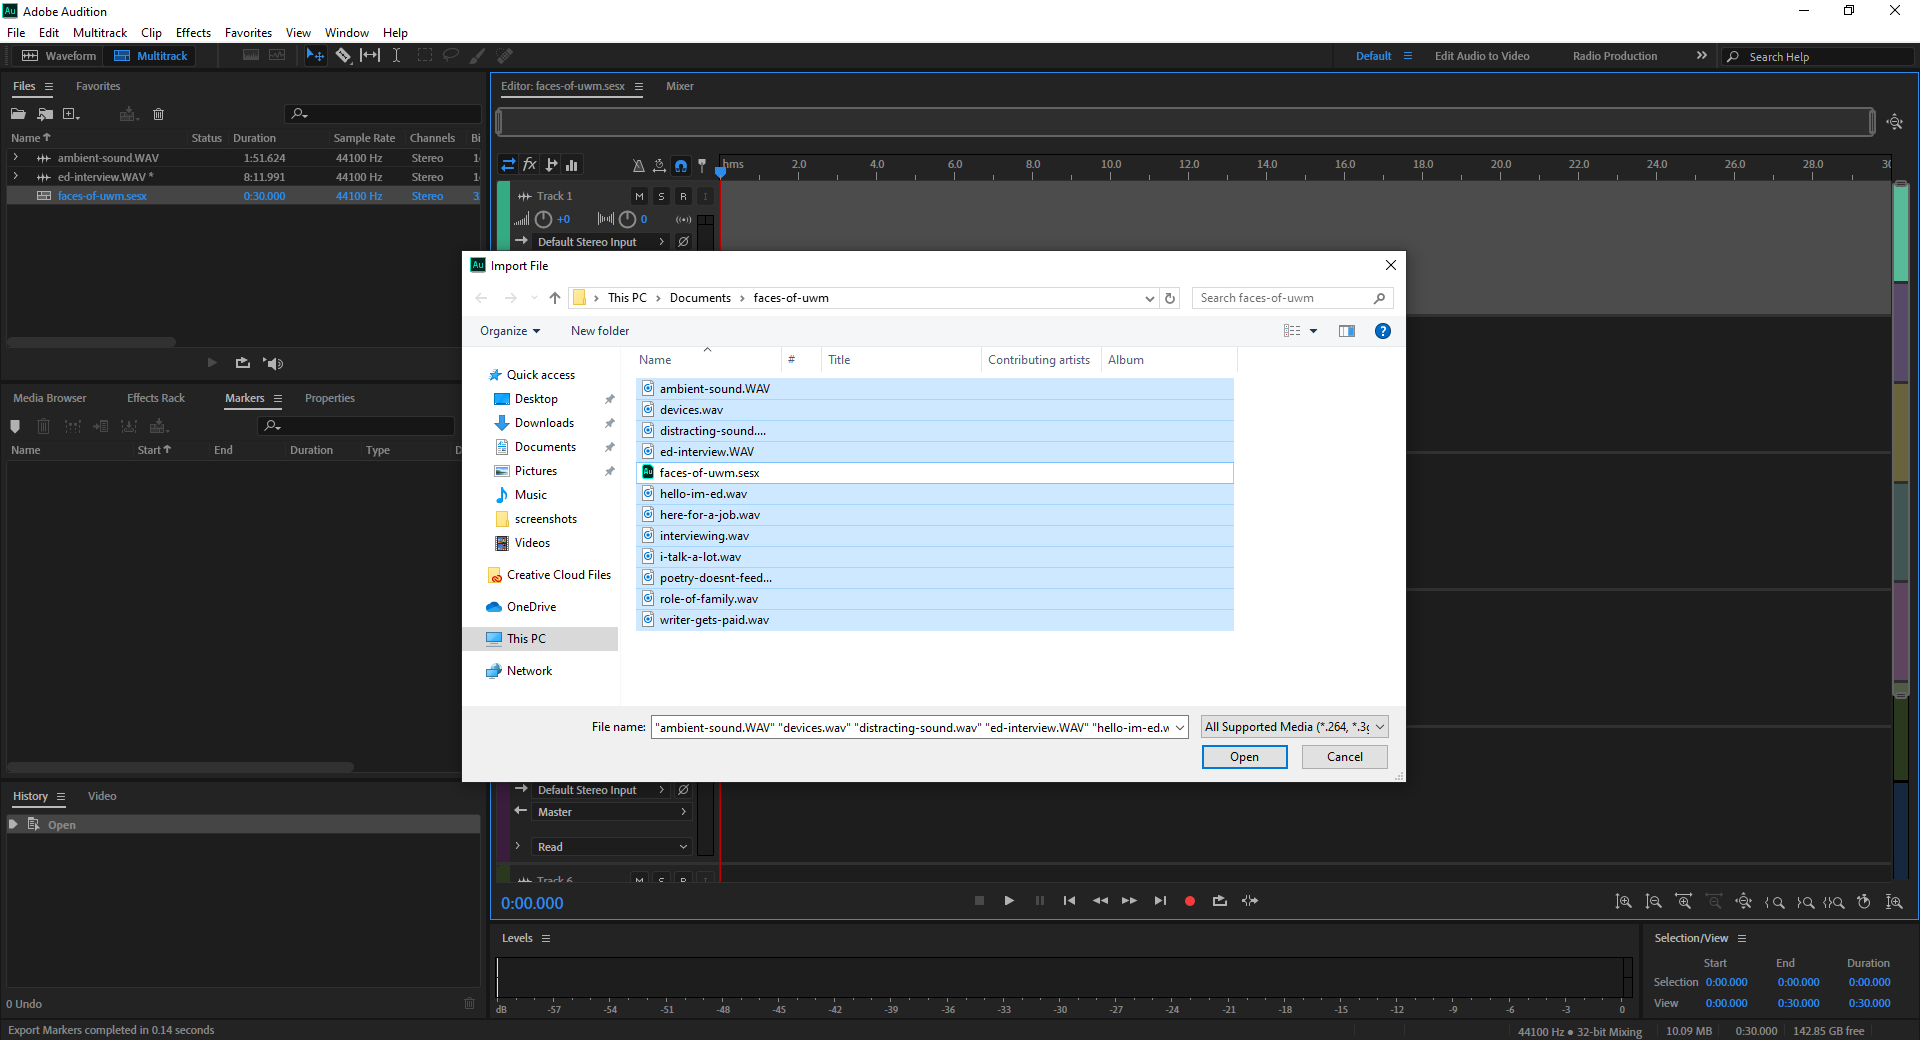 Adobe Audition
File Edit Multitrack Clip Effects Favorites View Window Help
Waveform Multitrack Default Edit Audio to Video Radio Production Search Help
Files Favorites
Name Status Duration Sample Rate Channels Bi
ambient-sound.WAV 1:51.624 44100 Hz Stereo
ed-interview.WAV * 8:11.991 44100 Hz Stereo
faces-of-uwm.sesx 0:30.000 44100 Hz Stereo 3
Media Browser Effects Rack Markers Properties
Name Start End Duration Type D
History Video
Open
0 Undo
Editor: faces-of-uwm.sesx Mixer
hms 2.0 4.0 6.0 8.0 10.0 12.0 14.0 16.0 18.0 20.0 22.0 24.0 26.0 28.0 30
Track 1 M S R I
+0 0
Default Stereo Input
Au Import File
This PC Documents faces-of-uwm Search faces-of-uwm
Organize New folder
Name # Title Contributing artists Album
Quick access
Desktop
Downloads
Documents
Pictures
Music
screenshots
Videos
Creative Cloud Files
OneDrive
This PC
Network
ambient-sound.WAV
devices.wav
distracting-sound....
ed-interview.WAV
faces-of-uwm.sesx
hello-im-ed.wav
here-for-a-job.wav
interviewing.wav
i-talk-a-lot.wav
poetry-doesnt-feed...
role-of-family.wav
writer-gets-paid.wav
File name: "ambient-sound.WAV" "devices.wav" "distracting-sound.wav" "ed-interview.WAV" "hello-im-ed.w All Supported Media (*.264, *.3g
Open Cancel
Default Stereo Input
Master
Read
Track 6 M S R I
0:00.000
Levels
dB -57 -54 -51 -48 -45 -42 -39 -36 -33 -30 -27 -24 -21 -18 -15 -12 -9 -6 -3 0
Selection/View
Start End Duration
Selection 0:00.000 0:00.000 0:00.000
View 0:00.000 0:30.000 0:30.000
Export Markers completed in 0.14 seconds
44100 Hz ● 32-bit Mixing 10.09 MB 0:30.000 142.85 GB free